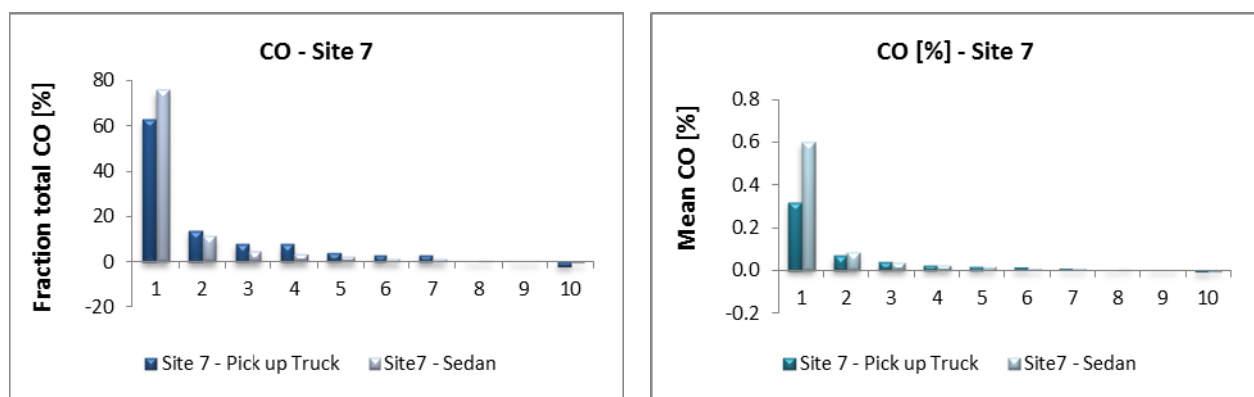 CO - Site 7
Fraction total CO [%]
80
60
40
20
0
-20
1 2 3 4 5 6 7 8 9 10
Site 7 - Pick up Truck Site7 - Sedan
CO [%] - Site 7
Mean CO [%]
0.8
0.6
0.4
0.2
0.0
-0.2
1 2 3 4 5 6 7 8 9 10
Site 7 - Pick up Truck Site7 - Sedan